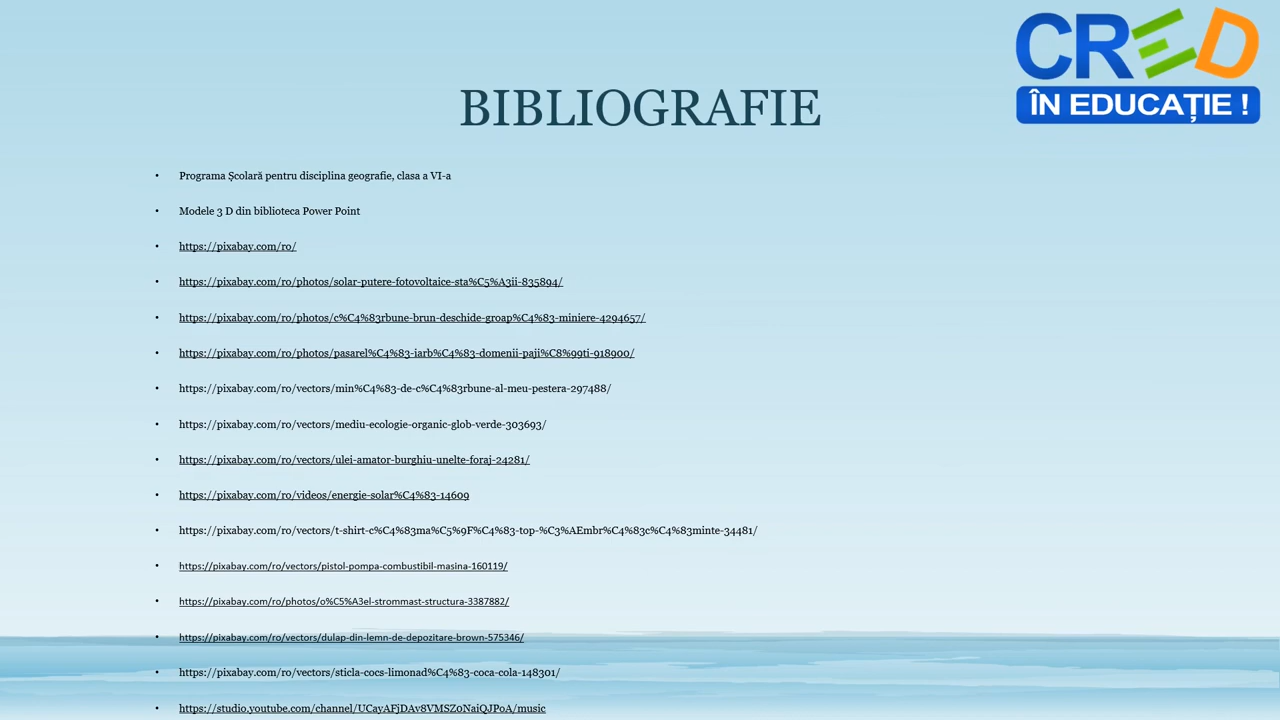 CRED
ÎN EDUCAȚIE !
BIBLIOGRAFIE
• Programa Școlară pentru disciplina geografie, clasa a VI-a
• Modele 3 D din biblioteca Power Point
• https://pixabay.com/ro/
• https://pixabay.com/ro/photos/solar-putere-fotovoltaice-sta%C5%A3ii-835894/
• https://pixabay.com/ro/photos/c%C4%83rbune-brun-deschide-groap%C4%83-miniere-4294657/
• https://pixabay.com/ro/photos/pasarel%C4%83-iarb%C4%83-domenii-paji%C8%99ti-918900/
• https://pixabay.com/ro/vectors/min%C4%83-de-c%C4%83rbune-al-meu-pestera-297488/
• https://pixabay.com/ro/vectors/mediu-ecologie-organic-glob-verde-303693/
• https://pixabay.com/ro/vectors/ulei-amator-burghiu-unelte-foraj-24281/
• https://pixabay.com/ro/videos/energie-solar%C4%83-14609
• https://pixabay.com/ro/vectors/t-shirt-c%C4%83ma%C5%9F%C4%83-top-%C3%AEmbr%C4%83c%C4%83minte-34481/
• https://pixabay.com/ro/vectors/pistol-pompa-combustibil-masina-160119/
• https://pixabay.com/ro/photos/o%C5%A3el-strommast-structura-3387882/
• https://pixabay.com/ro/vectors/dulap-din-lemn-de-depozitare-brown-575346/
• https://pixabay.com/ro/vectors/sticla-cocs-limonad%C4%83-coca-cola-148301/
• https://studio.youtube.com/channel/UCayAFjDAv8VMSZ0NaiQJPoA/music